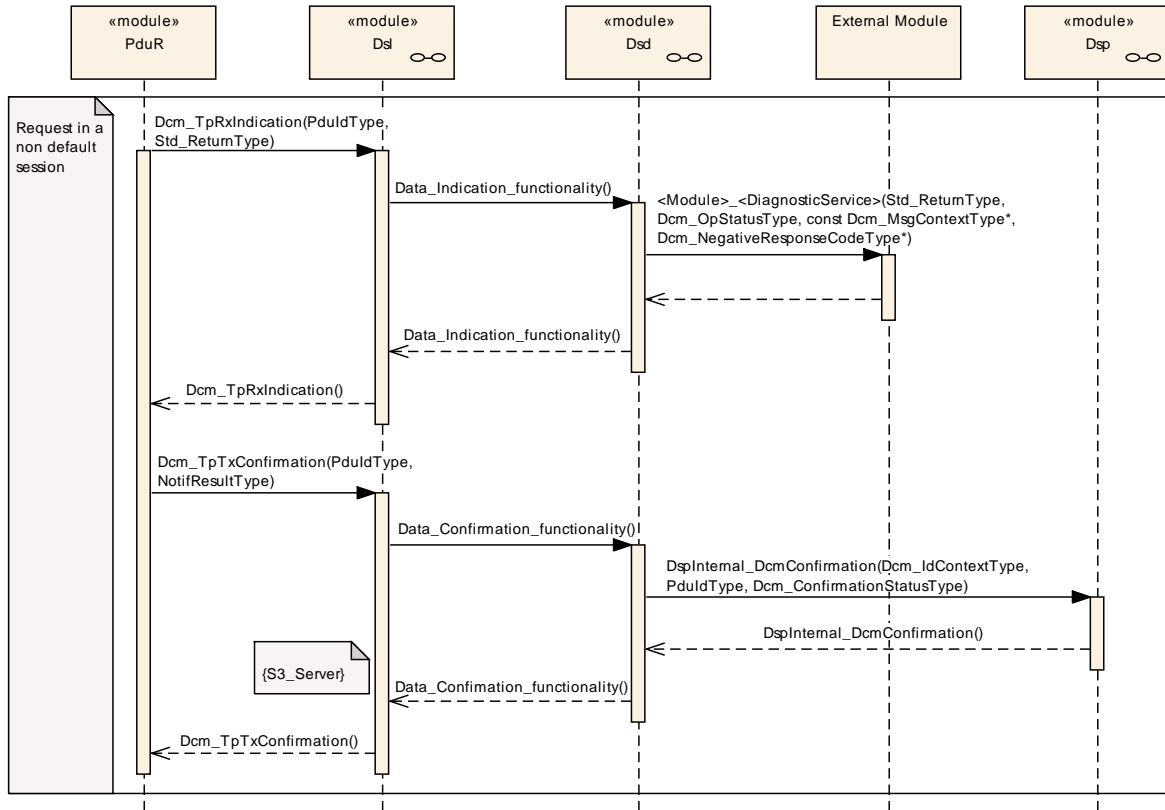 «module»
PduR
«module»
Dsl
«module»
Dsd
External Module
«module»
Dsp
Request in a
non default
session
Dcm_TpRxIndication(PduIdType,
Std_ReturnType)
Data_Indication_functionality()
<Module>_<DiagnosticService>(Std_ReturnType,
Dcm_OpStatusType, const Dcm_MsgContextType*,
Dcm_NegativeResponseCodeType*)
Data_Indication_functionality()
Dcm_TpRxIndication()
Dcm_TpTxConfirmation(PduIdType,
NotifResultType)
Data_Confirmation_functionality()
DspInternal_DcmConfirmation(Dcm_IdContextType,
PduIdType, Dcm_ConfirmationStatusType)
DspInternal_DcmConfirmation()
{S3_Server}
Data_Confimation_functionality()
Dcm_TpTxConfirmation()